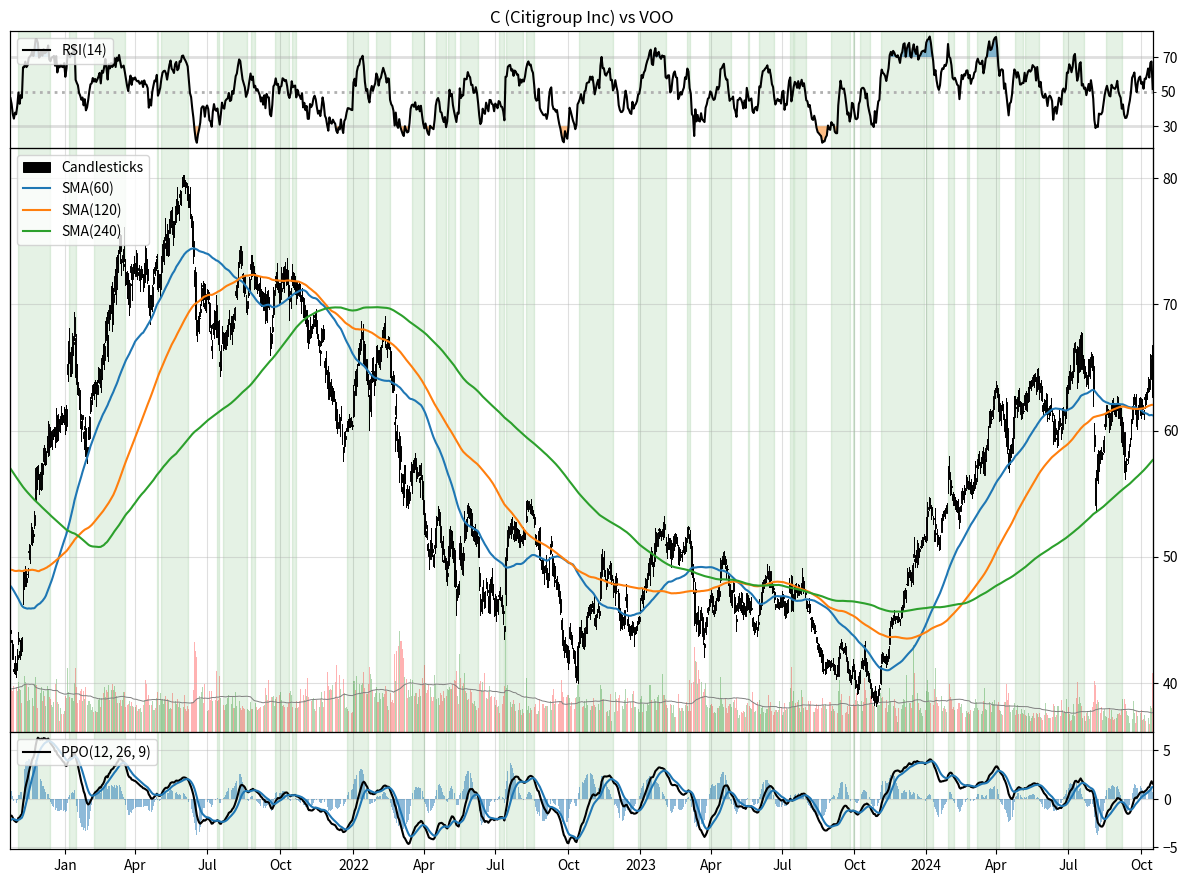 C (Citigroup Inc) vs VOO
RSI(14)
70
50
30
Candlesticks
SMA(60)
SMA(120)
SMA(240)
80
70
60
50
40
PPO(12, 26, 9)
5
0
−5
Jan Apr Jul Oct 2022 Apr Jul Oct 2023 Apr Jul Oct 2024 Apr Jul Oct